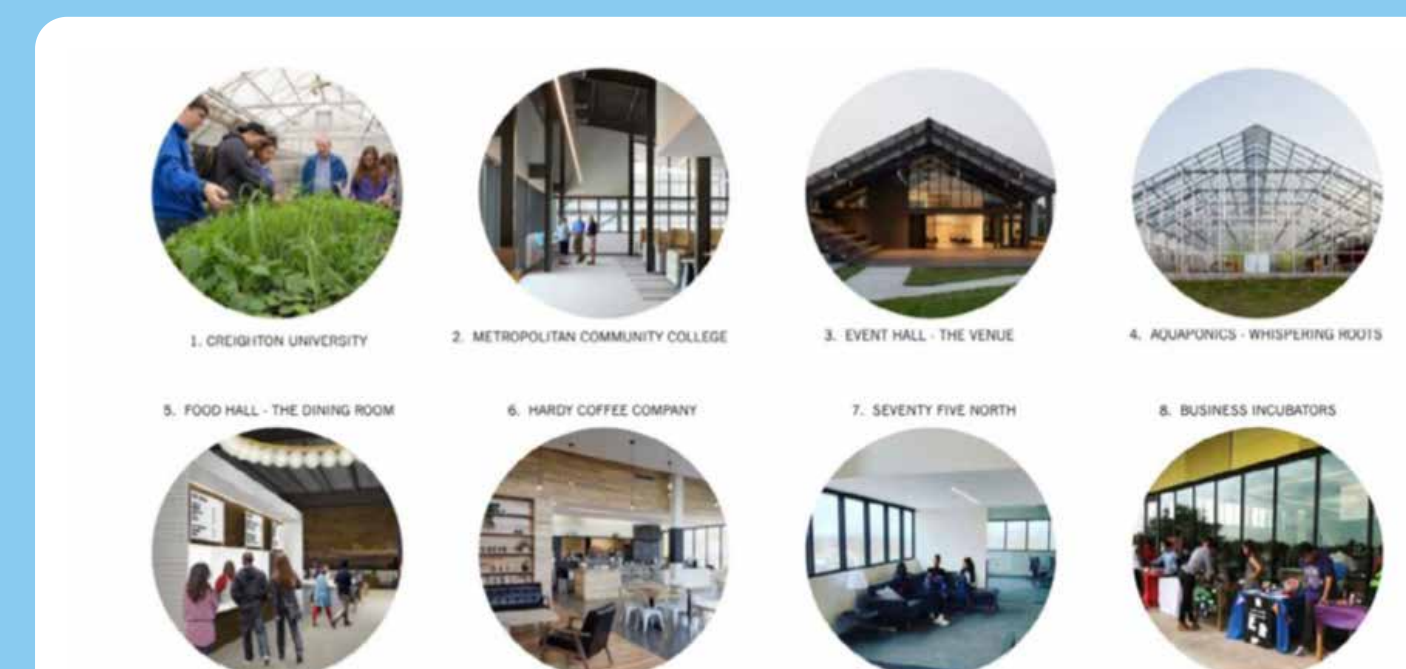 1. CREIGHTON UNIVERSITY
2. METROPOLITAN COMMUNITY COLLEGE
3. EVENT HALL - THE VENUE
4. AQUAPONICS - WHISPERING ROOTS
5. FOOD HALL - THE DINING ROOM
6. HARDY COFFEE COMPANY
7. SEVENTY FIVE NORTH
8. BUSINESS INCUBATORS